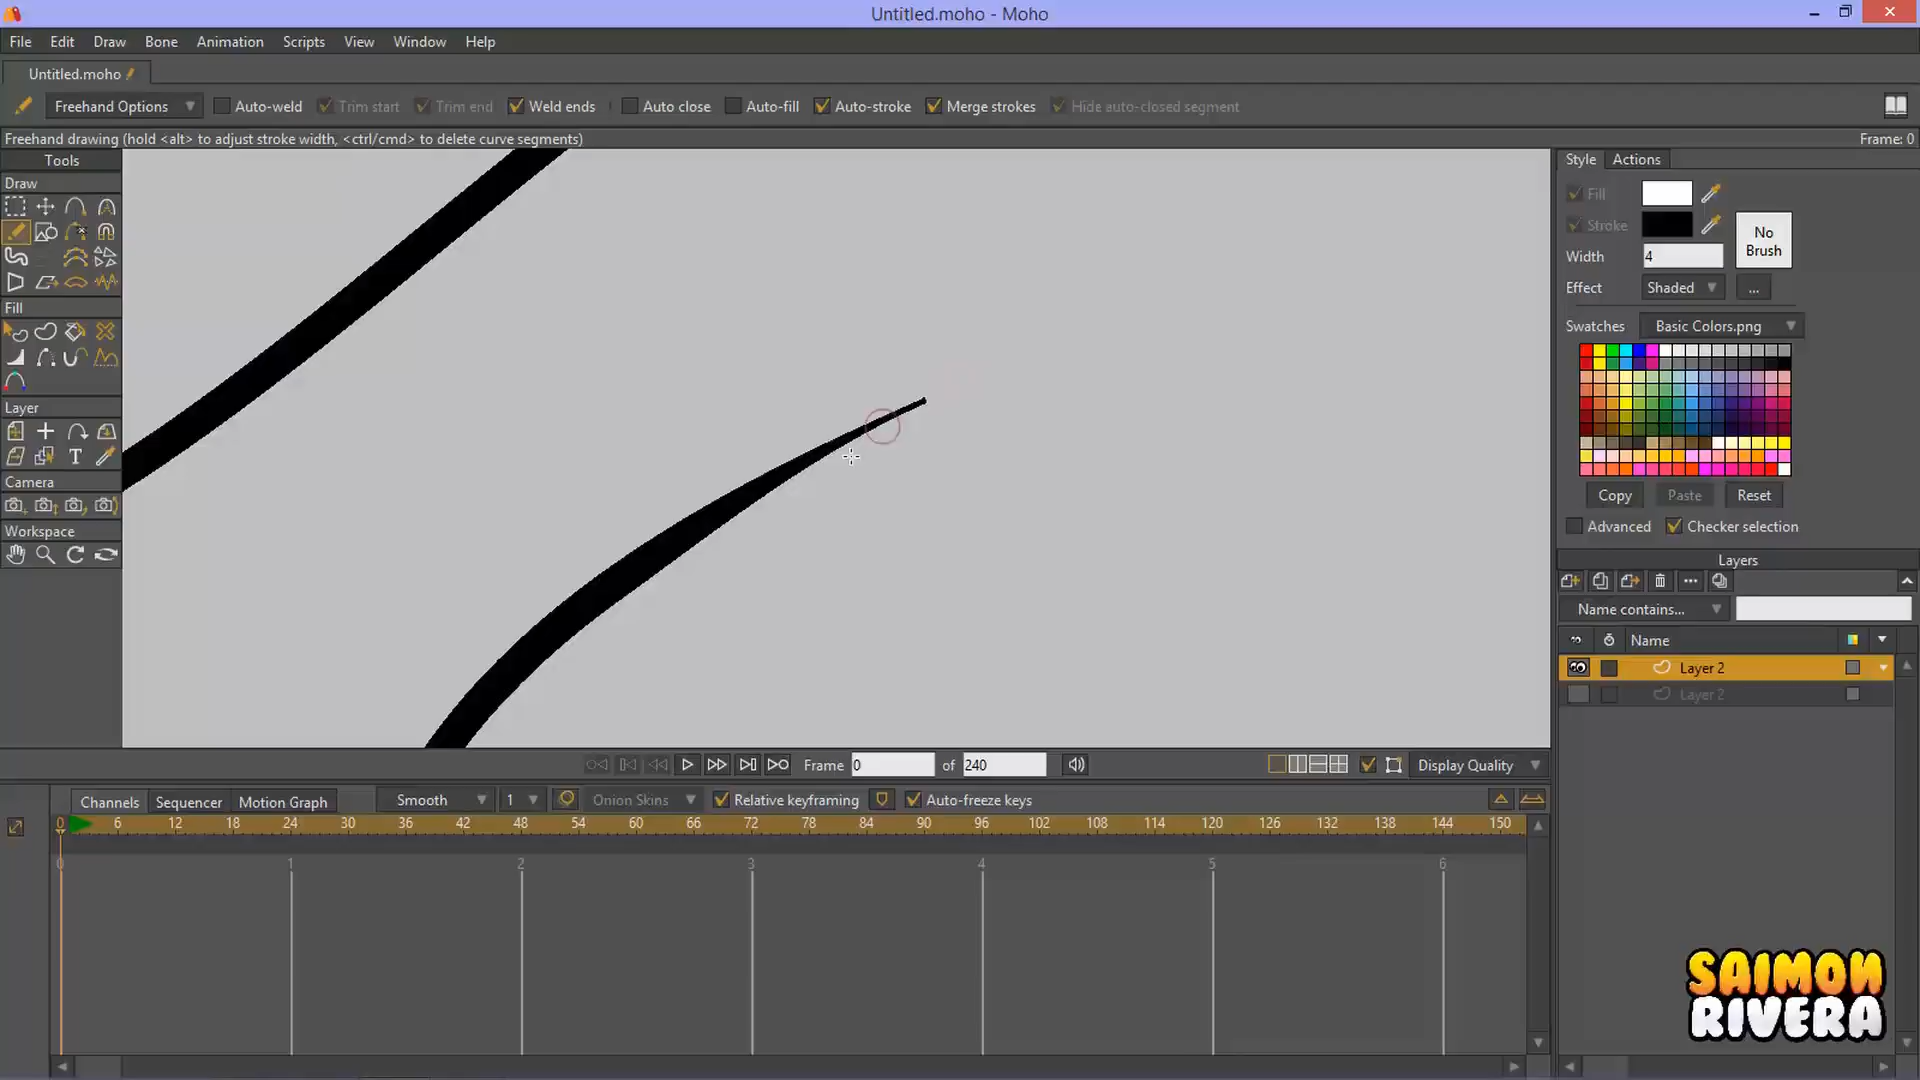 Untitled.moho - Moho
File Edit Draw Bone Animation Scripts View Window Help
Untitled.moho
Freehand Options Auto-weld Trim start Trim end Weld ends Auto close Auto-fill Auto-stroke Merge strokes Hide auto-closed segment
Freehand drawing (hold <alt> to adjust stroke width, <ctrl/cmd> to delete curve segments) Frame: 0
Tools
Draw
Fill
Layer
T
Camera
Workspace
Style Actions
Fill
Stroke
No
Brush
Width 4
Effect Shaded ...
Swatches Basic Colors.png
Copy Paste Reset
Advanced Checker selection
Layers
Name contains...
Name
Layer 2
Layer 2
Frame 0 of 240 Display Quality
Channels Sequencer Motion Graph Smooth 1 Onion Skins Relative keyframing Auto-freeze keys
0 6 12 18 24 30 36 42 48 54 60 66 72 78 84 90 96 102 108 114 120 126 132 138 144 150
0 1 2 3 4 5 6
SAIMON
RIVERA